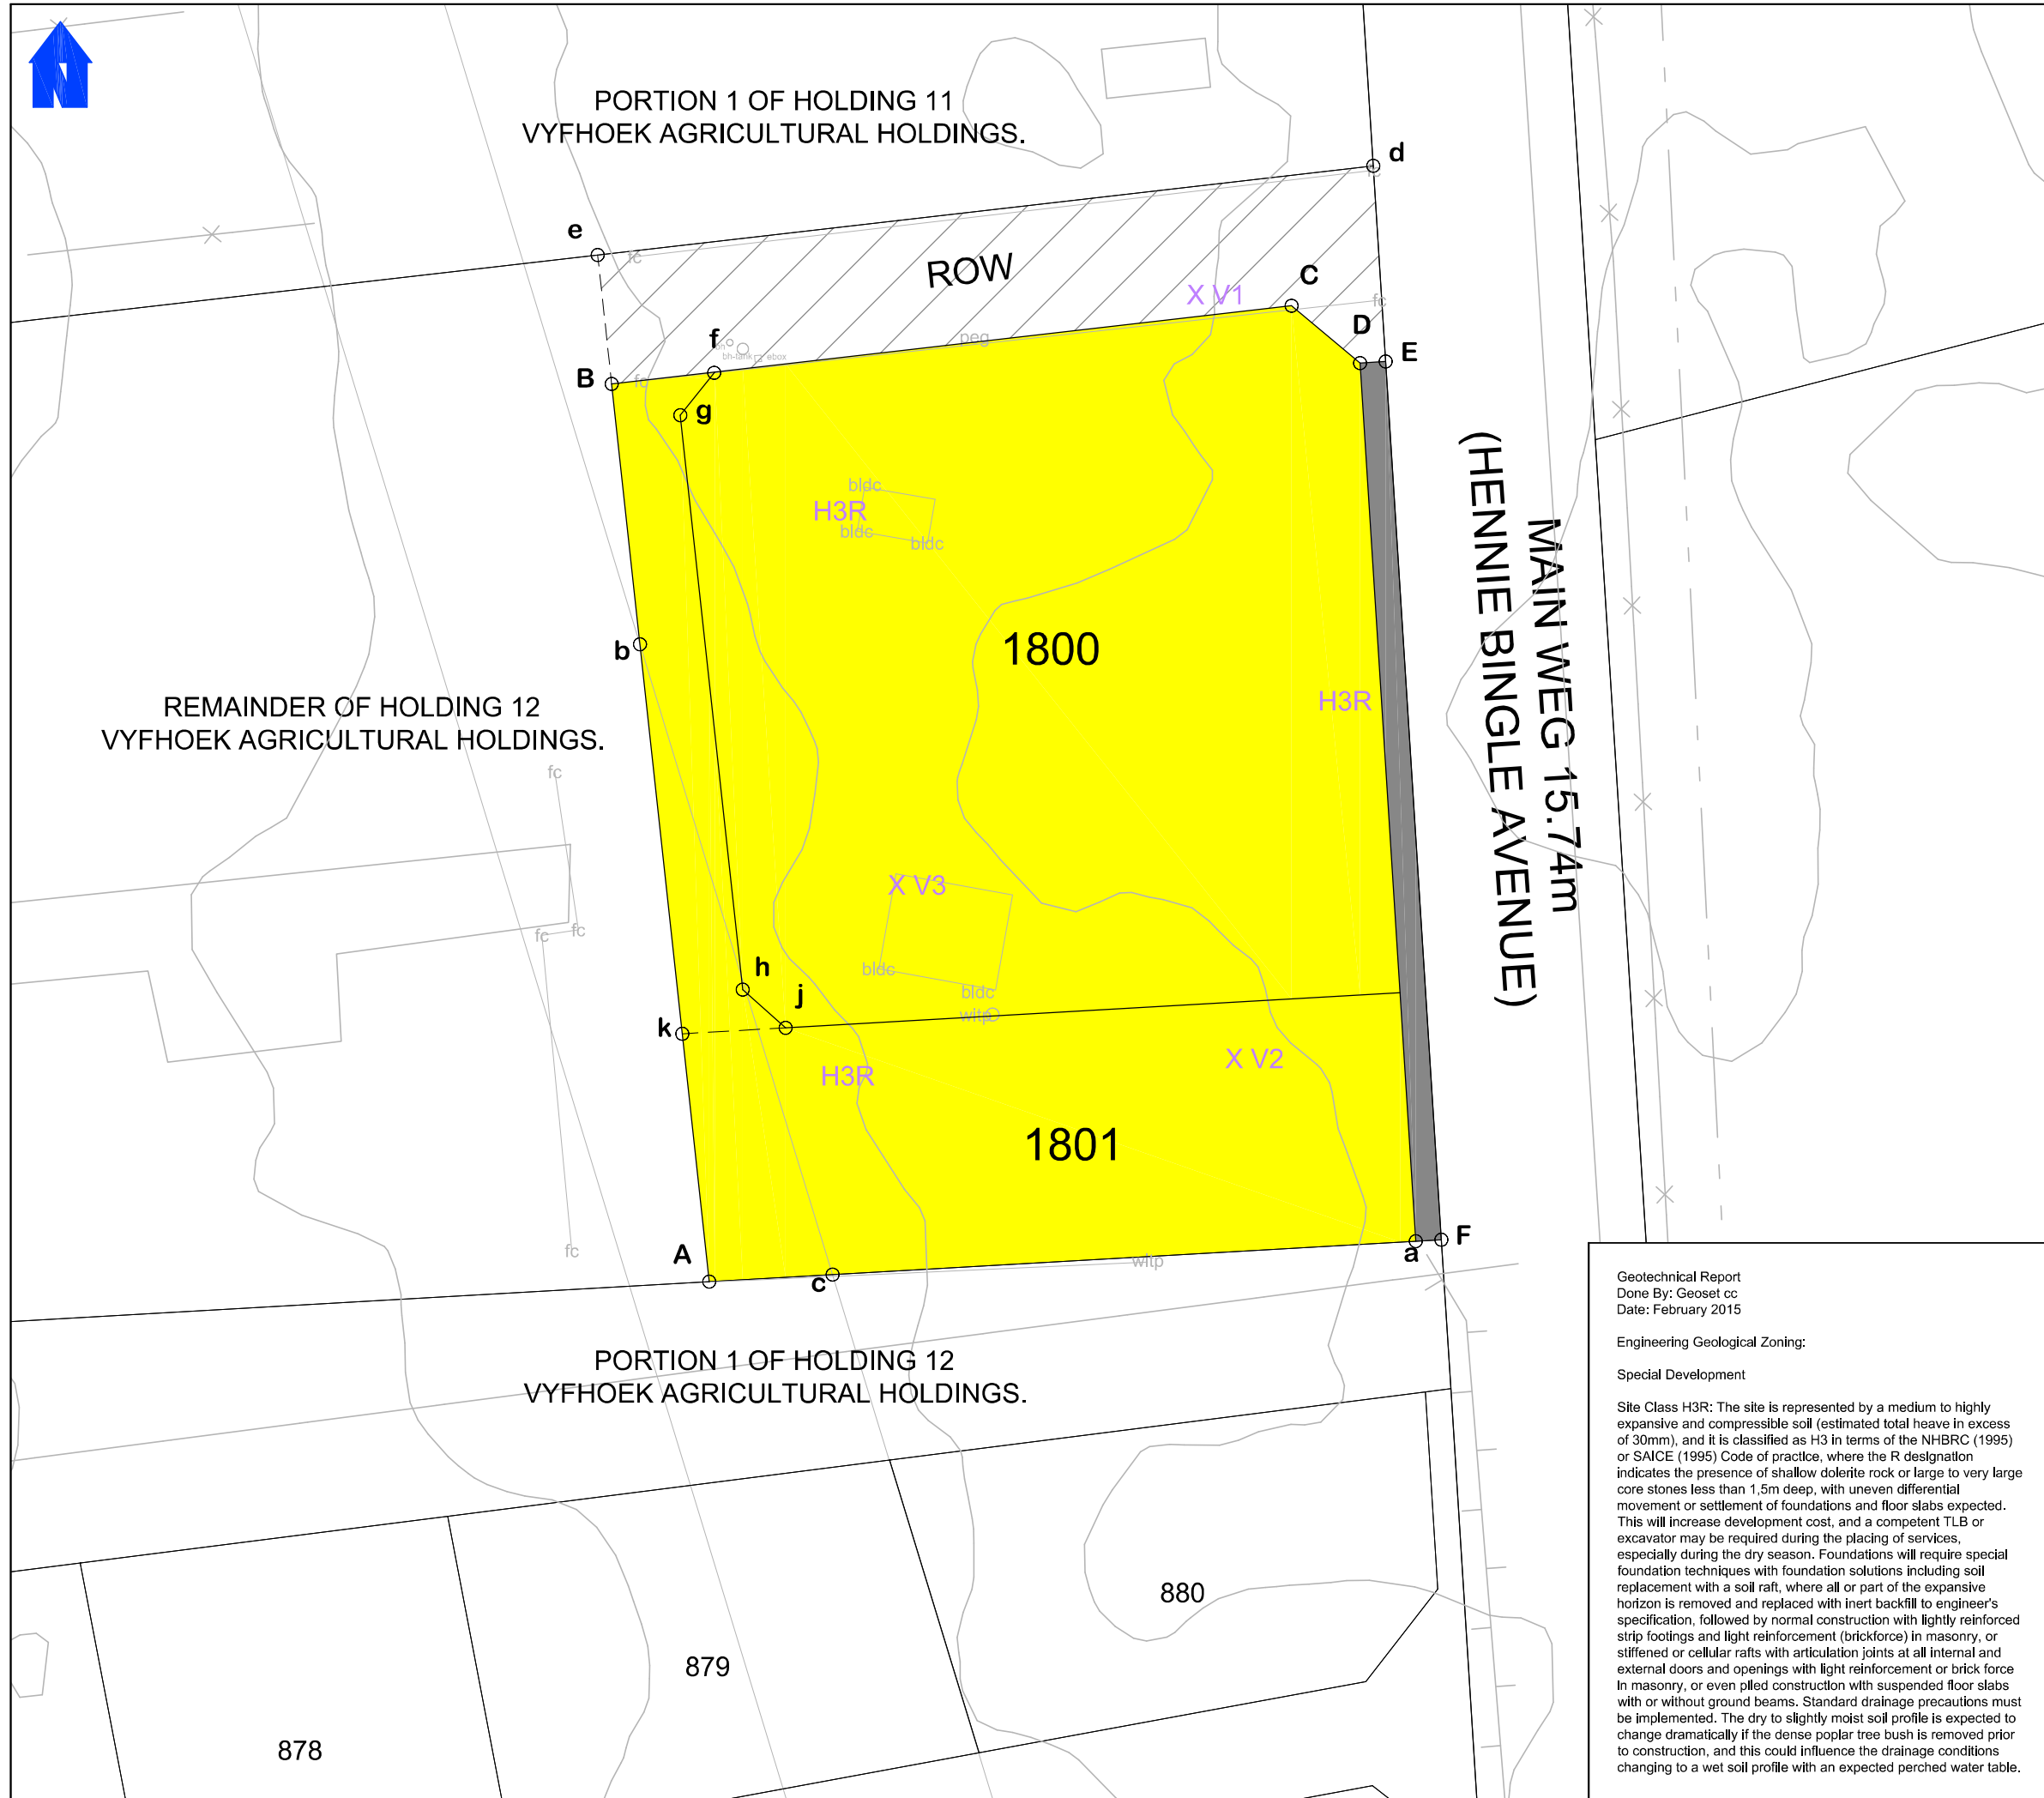 N
PORTION 1 OF HOLDING 11
VYFHOEK AGRICULTURAL HOLDINGS.
d
fc
e
fc
ROW
C
X V1
fc
D
E
peg
f
bh
bh-tank
ebox
B
fc
g
bldc
H3R
bldc
bldc
(HENNIE BINGLE AVENUE)
MAIN WEG 15.74m
1800
b
H3R
REMAINDER OF HOLDING 12
VYFHOEK AGRICULTURAL HOLDINGS.
fc
X V3
fc
fc
bldc
h
bldc
j
witp
k
X V2
H3R
1801
A
F
a
fc
witp
c
PORTION 1 OF HOLDING 12
VYFHOEK AGRICULTURAL HOLDINGS.
880
879
878
Geotechnical Report
Done By: Geoset cc
Date: February 2015
Engineering Geological Zoning:
Special Development
Site Class H3R: The site is represented by a medium to highly
expansive and compressible soil (estimated total heave in excess
of 30mm), and it is classified as H3 in terms of the NHBRC (1995)
or SAICE (1995) Code of practice, where the R designation
indicates the presence of shallow dolerite rock or large to very large
core stones less than 1,5m deep, with uneven differential
movement or settlement of foundations and floor slabs expected.
This will increase development cost, and a competent TLB or
excavator may be required during the placing of services,
especially during the dry season. Foundations will require special
foundation techniques with foundation solutions including soil
replacement with a soil raft, where all or part of the expansive
horizon is removed and replaced with inert backfill to engineer's
specification, followed by normal construction with lightly reinforced
strip footings and light reinforcement (brickforce) in masonry, or
stiffened or cellular rafts with articulation joints at all internal and
external doors and openings with light reinforcement or brick force
in masonry, or even piled construction with suspended floor slabs
with or without ground beams. Standard drainage precautions must
be implemented. The dry to slightly moist soil profile is expected to
change dramatically if the dense poplar tree bush is removed prior
to construction, and this could influence the drainage conditions
changing to a wet soil profile with an expected perched water table.